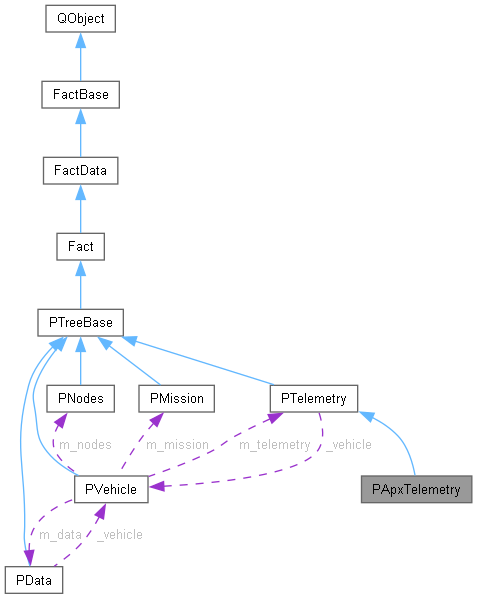 QObject
FactBase
FactData
Fact
PTreeBase
PNodes
PMission
PTelemetry
m_nodes
m_mission
m_telemetry
_vehicle
PVehicle
PApxTelemetry
m_data
_vehicle
PData